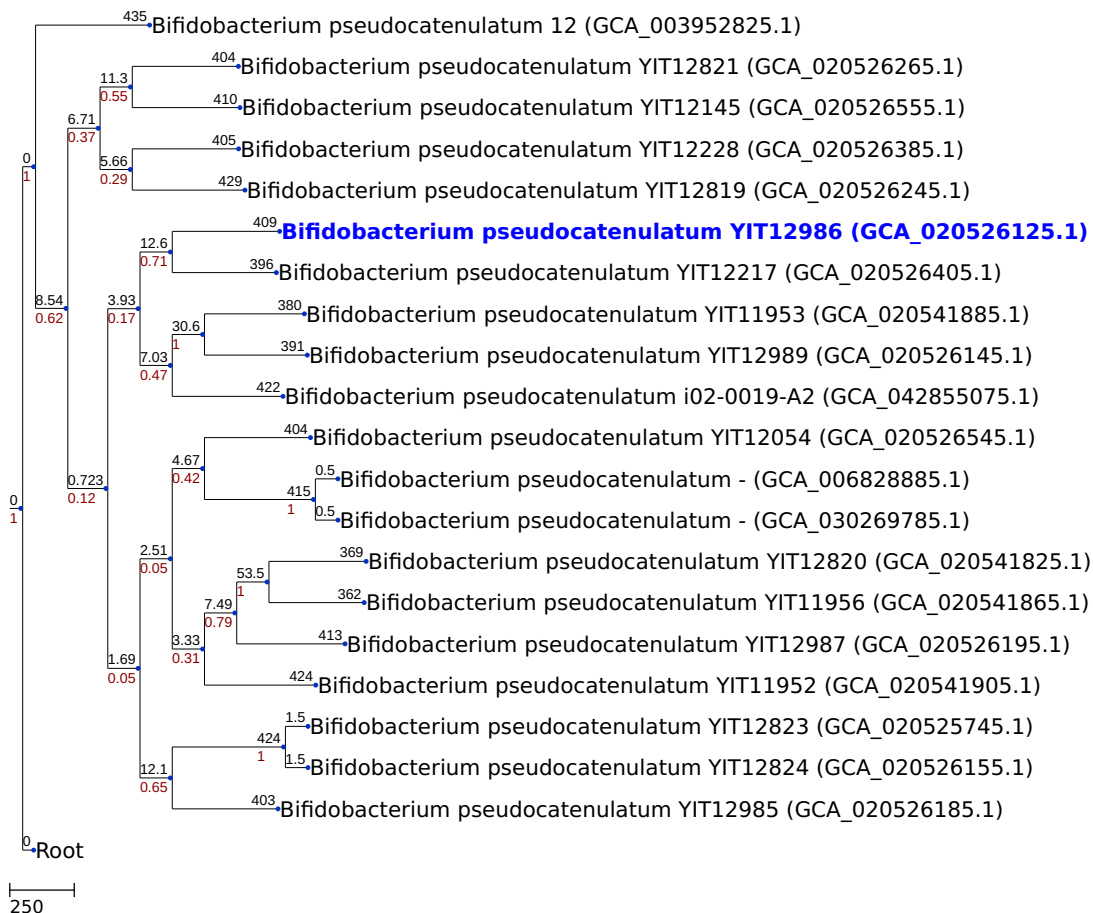 435 Bifidobacterium pseudocatenulatum 12 (GCA_003952825.1)
404 Bifidobacterium pseudocatenulatum YIT12821 (GCA_020526265.1)
11.3
0.55
410 Bifidobacterium pseudocatenulatum YIT12145 (GCA_020526555.1)
6.71
0.37
405 Bifidobacterium pseudocatenulatum YIT12228 (GCA_020526385.1)
0
1
5.66
0.29
429 Bifidobacterium pseudocatenulatum YIT12819 (GCA_020526245.1)
409 Bifidobacterium pseudocatenulatum YIT12986 (GCA_020526125.1)
12.6
0.71
396 Bifidobacterium pseudocatenulatum YIT12217 (GCA_020526405.1)
8.54
0.62
3.93
0.17
380 Bifidobacterium pseudocatenulatum YIT11953 (GCA_020541885.1)
30.6
1
391 Bifidobacterium pseudocatenulatum YIT12989 (GCA_020526145.1)
7.03
0.47
422 Bifidobacterium pseudocatenulatum i02-0019-A2 (GCA_042855075.1)
404 Bifidobacterium pseudocatenulatum YIT12054 (GCA_020526545.1)
4.67
0.42
0.5 Bifidobacterium pseudocatenulatum - (GCA_006828885.1)
0.723
0.12
415
1
0
1
0.5 Bifidobacterium pseudocatenulatum - (GCA_030269785.1)
2.51
0.05
369 Bifidobacterium pseudocatenulatum YIT12820 (GCA_020541825.1)
53.5
1
362 Bifidobacterium pseudocatenulatum YIT11956 (GCA_020541865.1)
7.49
0.79
413 Bifidobacterium pseudocatenulatum YIT12987 (GCA_020526195.1)
3.33
0.31
1.69
0.05
424 Bifidobacterium pseudocatenulatum YIT11952 (GCA_020541905.1)
1.5 Bifidobacterium pseudocatenulatum YIT12823 (GCA_020525745.1)
424
1
1.5 Bifidobacterium pseudocatenulatum YIT12824 (GCA_020526155.1)
12.1
0.65
403 Bifidobacterium pseudocatenulatum YIT12985 (GCA_020526185.1)
0 Root
250